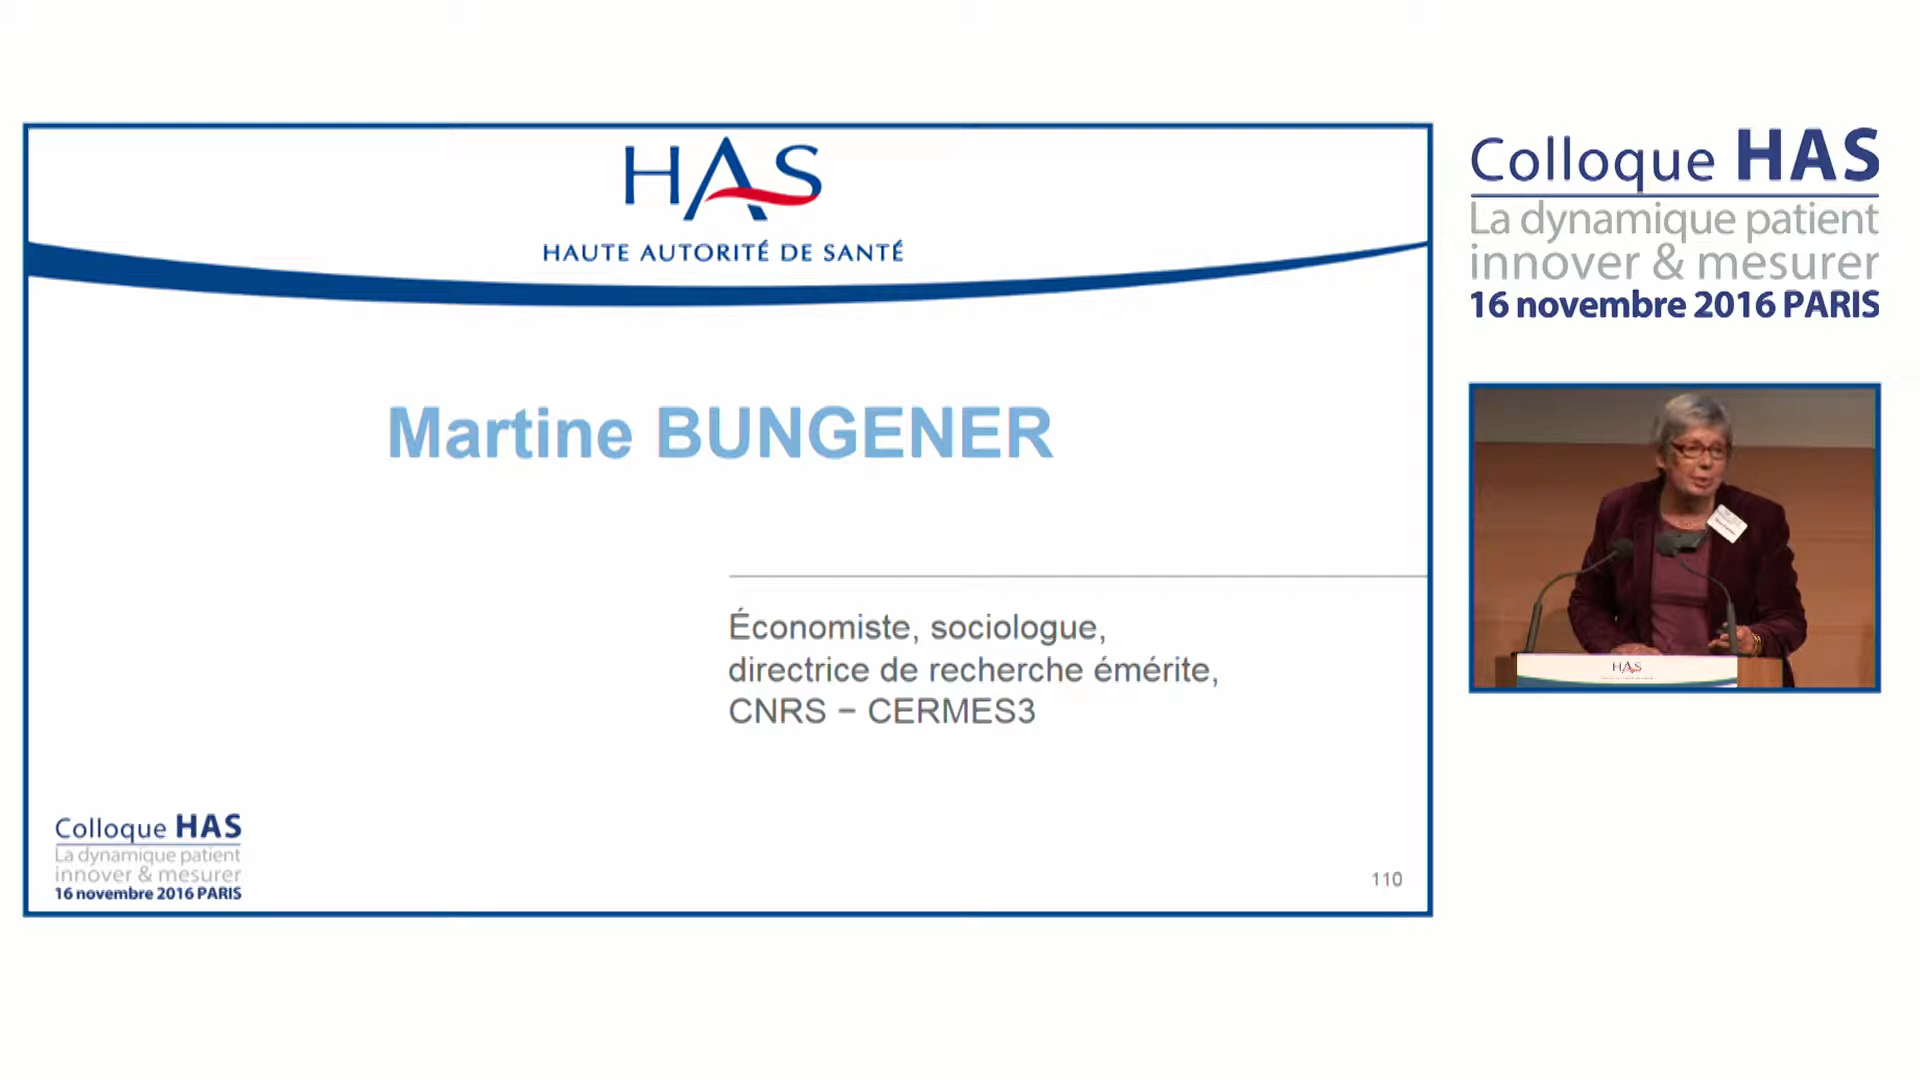 HAS
HAUTE AUTORITÉ DE SANTÉ
Martine BUNGENER
Économiste, sociologue,
directrice de recherche émérite,
CNRS – CERMES3
Colloque HAS
La dynamique patient
innover & mesurer
16 novembre 2016 PARIS
110
Colloque HAS
La dynamique patient
innover & mesurer
16 novembre 2016 PARIS
HAS